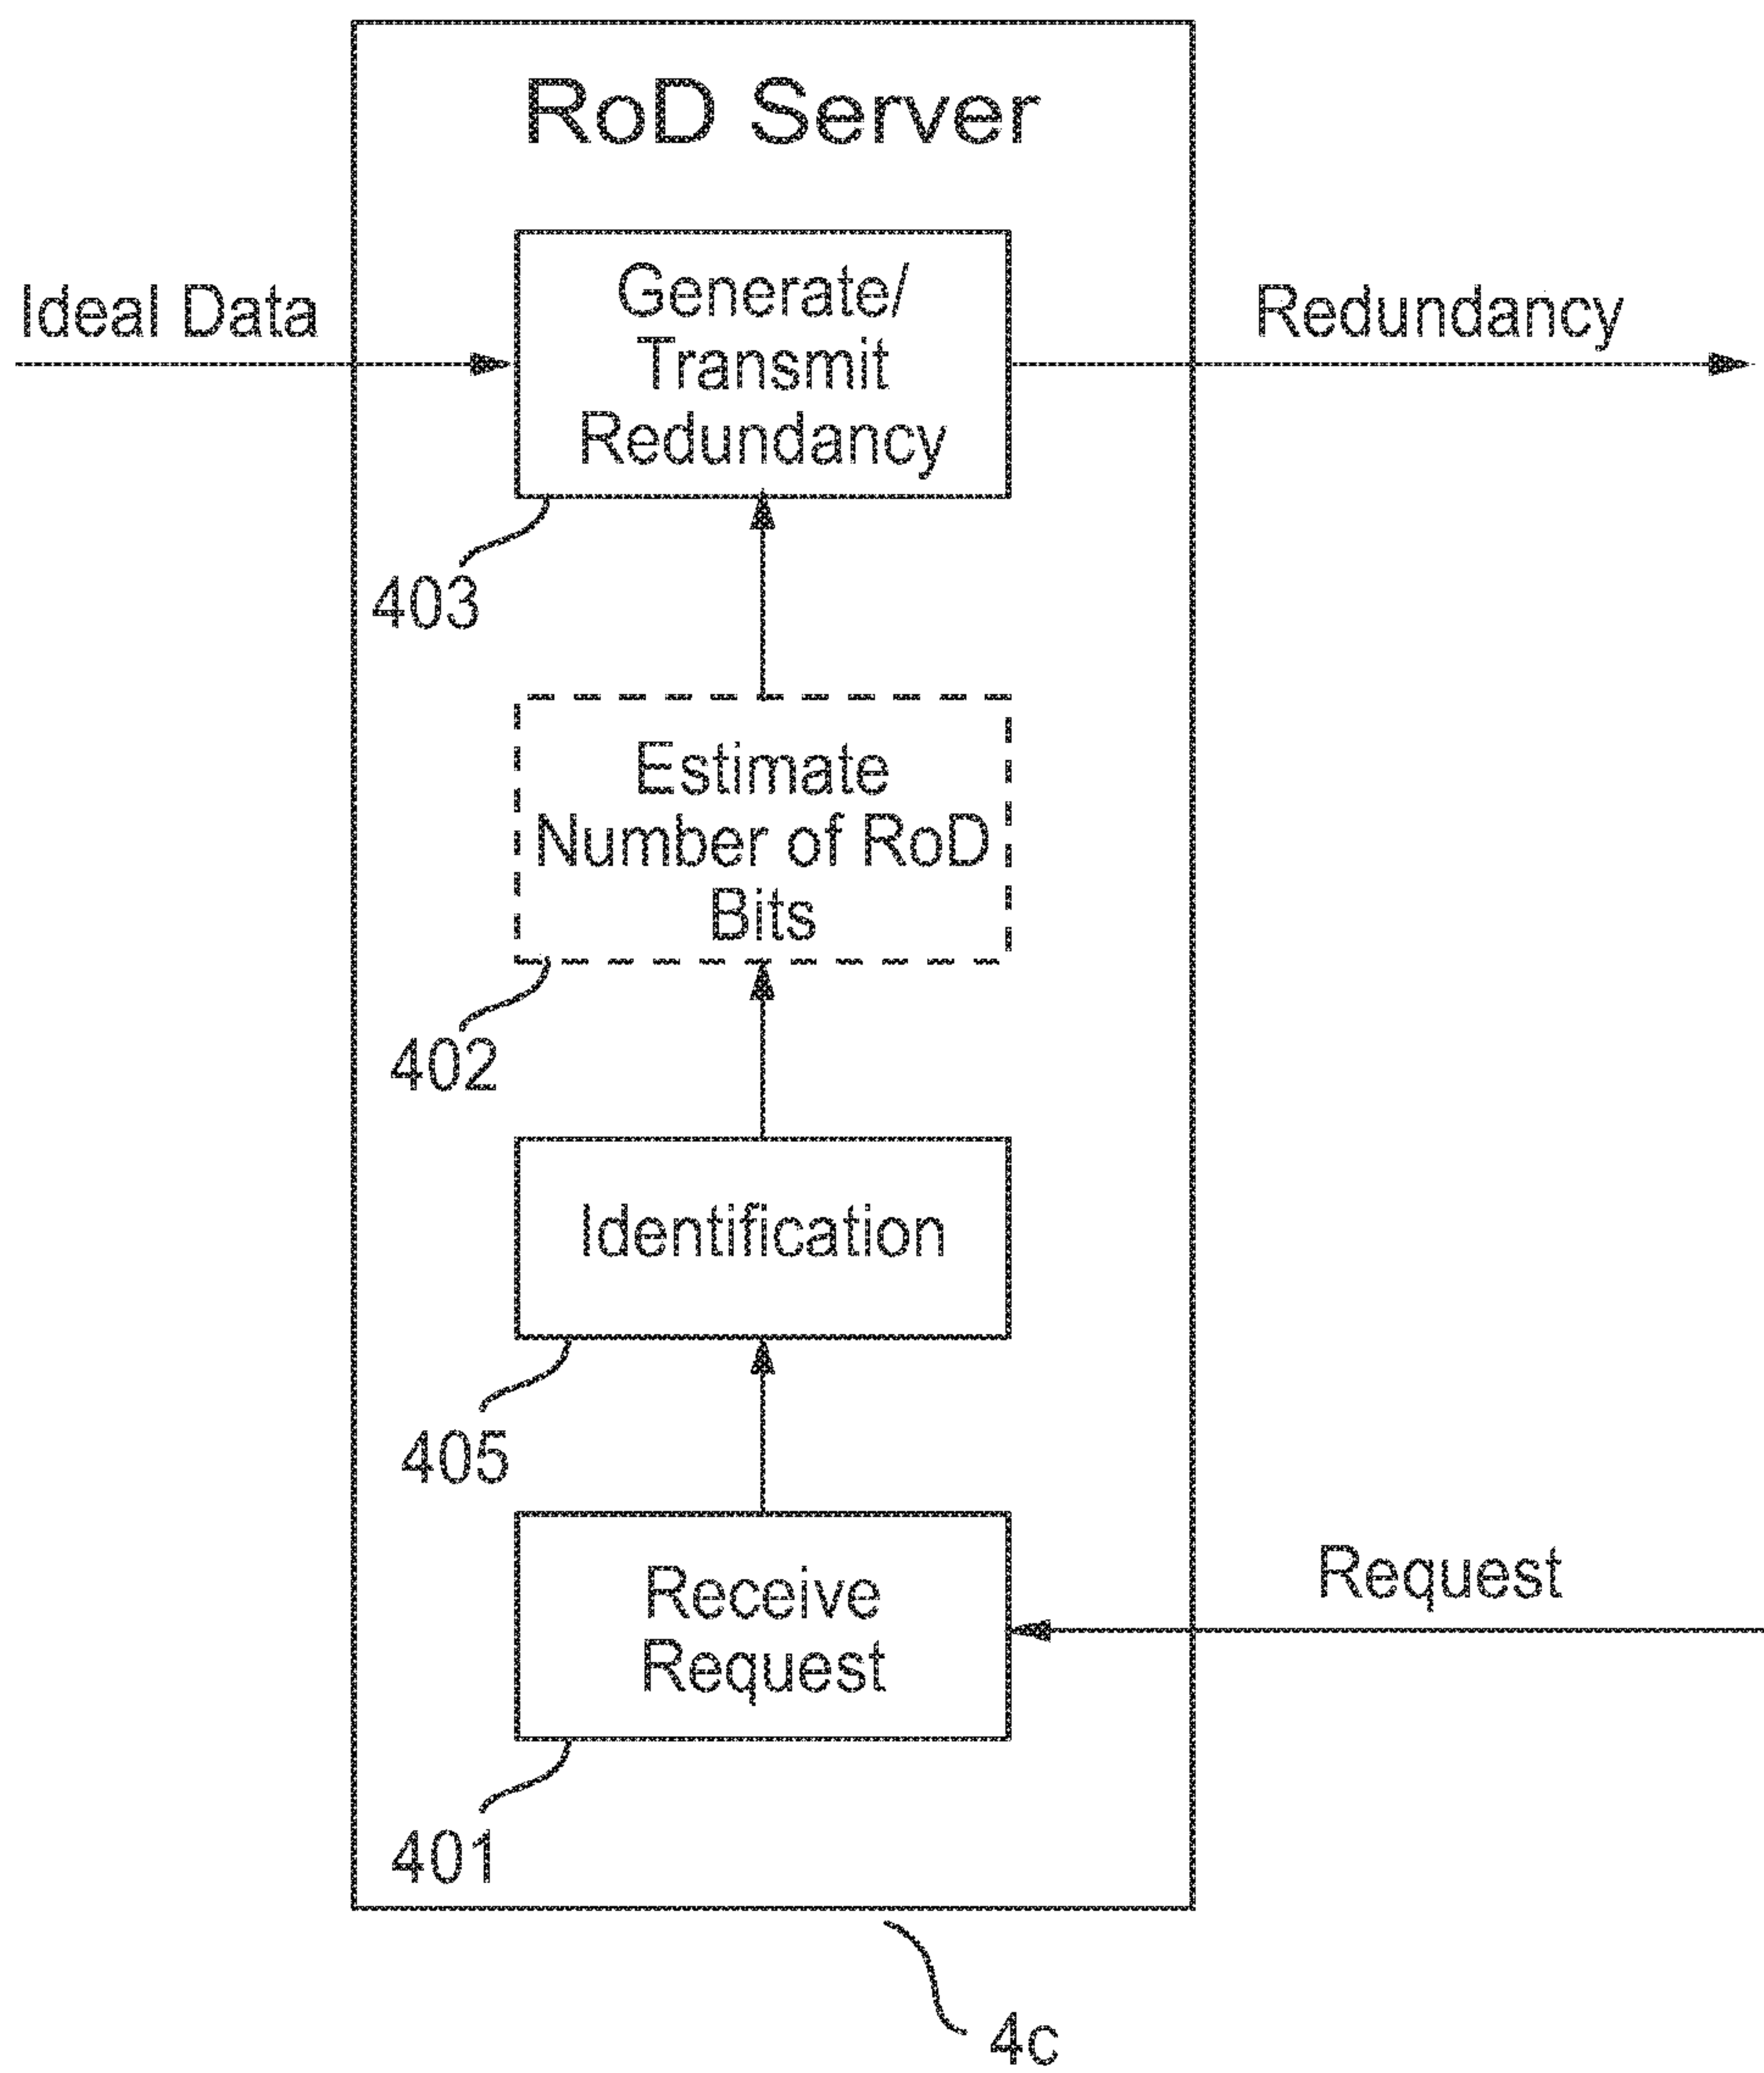 RoD Server
Ideal Data
Generate/
Transmit
Redundancy
Redundancy
403
Estimate
Number of RoD
Bits
402
Identification
405
Receive
Request
Request
401
4c